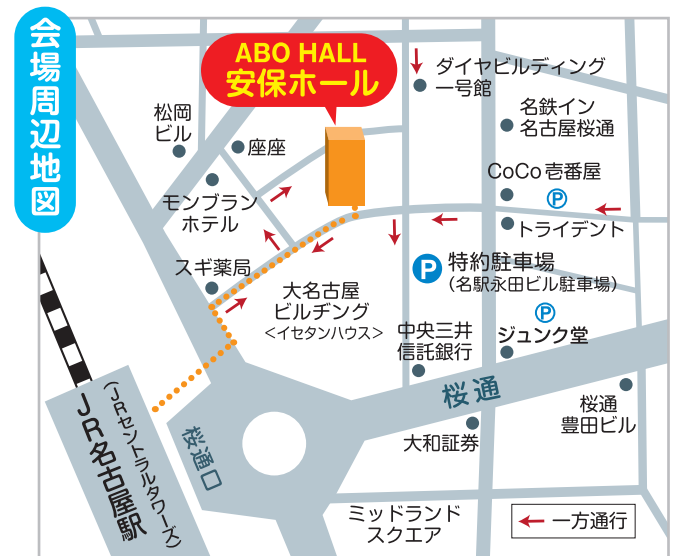 会場周辺地図
ABO HALL
安保ホール
ダイヤビルディング
一号館
松岡
ビル
座座
名鉄イン
名古屋桜通
CoCo壱番屋
P
モンブラン
ホテル
トライデント
スギ薬局
P
特約駐車場
(名駅永田ビル駐車場)
大名古屋
ビルヂング
<イセタンハウス>
P
中央三井
信託銀行
ジュンク堂
桜通
桜通
豊田ビル
大和証券
(JRセントラルタワーズ)
JR名古屋駅
桜通口
ミッドランド
スクエア
一方通行